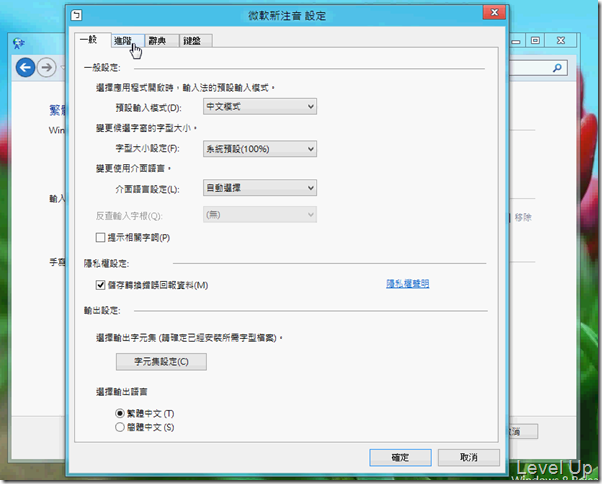 微軟新注音 設定
一般 進階 辭典 鍵盤
一般設定:
選擇應用程式開啟時，輸入法的預設輸入模式。
預設輸入模式(D): 中文模式
變更候選字窗的字型大小。
字型大小設定(F): 系統預設(100%)
變更使用介面語言。
介面語言設定(L): 自動選擇
反查輸入字根(Q): (無)
提示相關字詞(P)
隱私權設定:
儲存轉換錯誤回報資料(M) 隱私權聲明
輸出設定:
選擇輸出字元集 (請確定已經安裝所需字型檔案)。
字元集設定(C)
選擇輸出語言
繁體中文 (T)
簡體中文 (S)
確定 取消
繁
Win
輸入
移除
手寫
Level Up